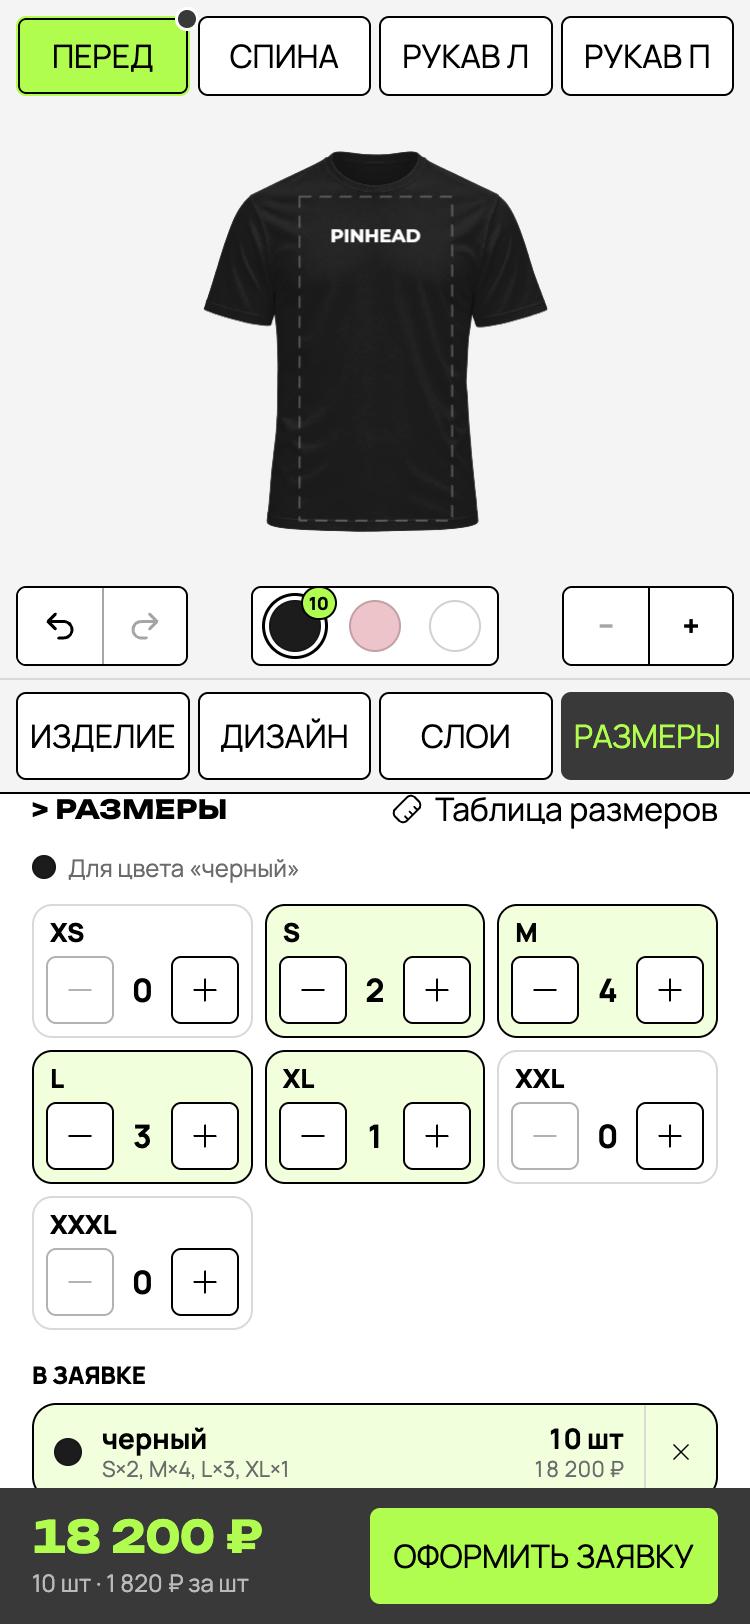 ПЕРЕД СПИНА РУКАВ Л РУКАВ П
PINHEAD
10
− +
ИЗДЕЛИЕ ДИЗАЙН СЛОИ РАЗМЕРЫ
> РАЗМЕРЫ Таблица размеров
Для цвета «черный»
XS S M
− 0 + − 2 + − 4 +
L XL XXL
− 3 + − 1 + − 0 +
XXXL
− 0 +
В ЗАЯВКЕ
черный 10 шт ×
S×2, M×4, L×3, XL×1 18 200 ₽
18 200 ₽ ОФОРМИТЬ ЗАЯВКУ
10 шт · 1 820 ₽ за шт